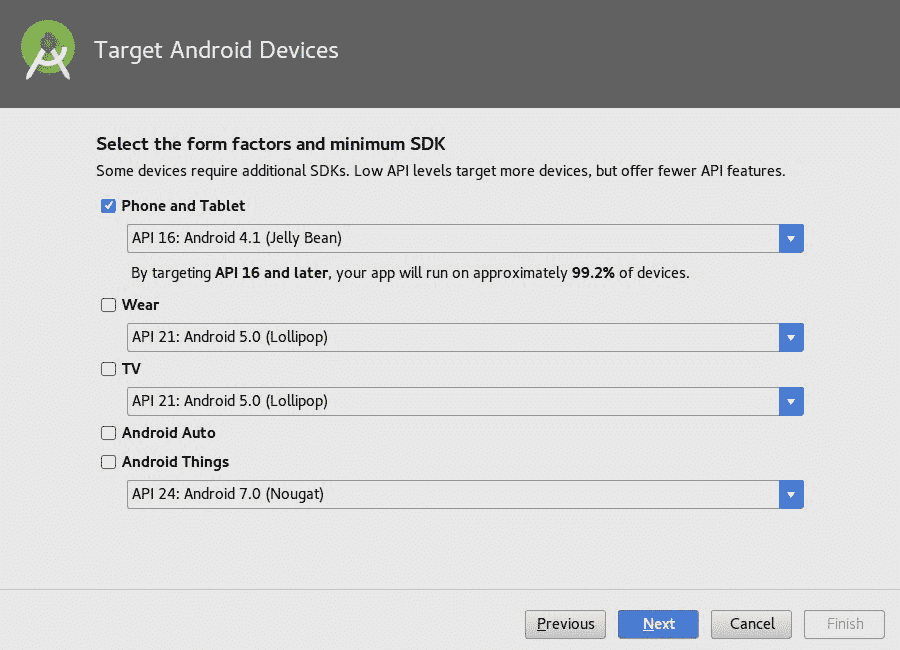 Target Android Devices
Select the form factors and minimum SDK
Some devices require additional SDKs. Low API levels target more devices, but offer fewer API features.
Phone and Tablet
API 16: Android 4.1 (Jelly Bean)
By targeting API 16 and later, your app will run on approximately 99.2% of devices.
Wear
API 21: Android 5.0 (Lollipop)
TV
API 21: Android 5.0 (Lollipop)
Android Auto
Android Things
API 24: Android 7.0 (Nougat)
Previous Next Cancel Finish